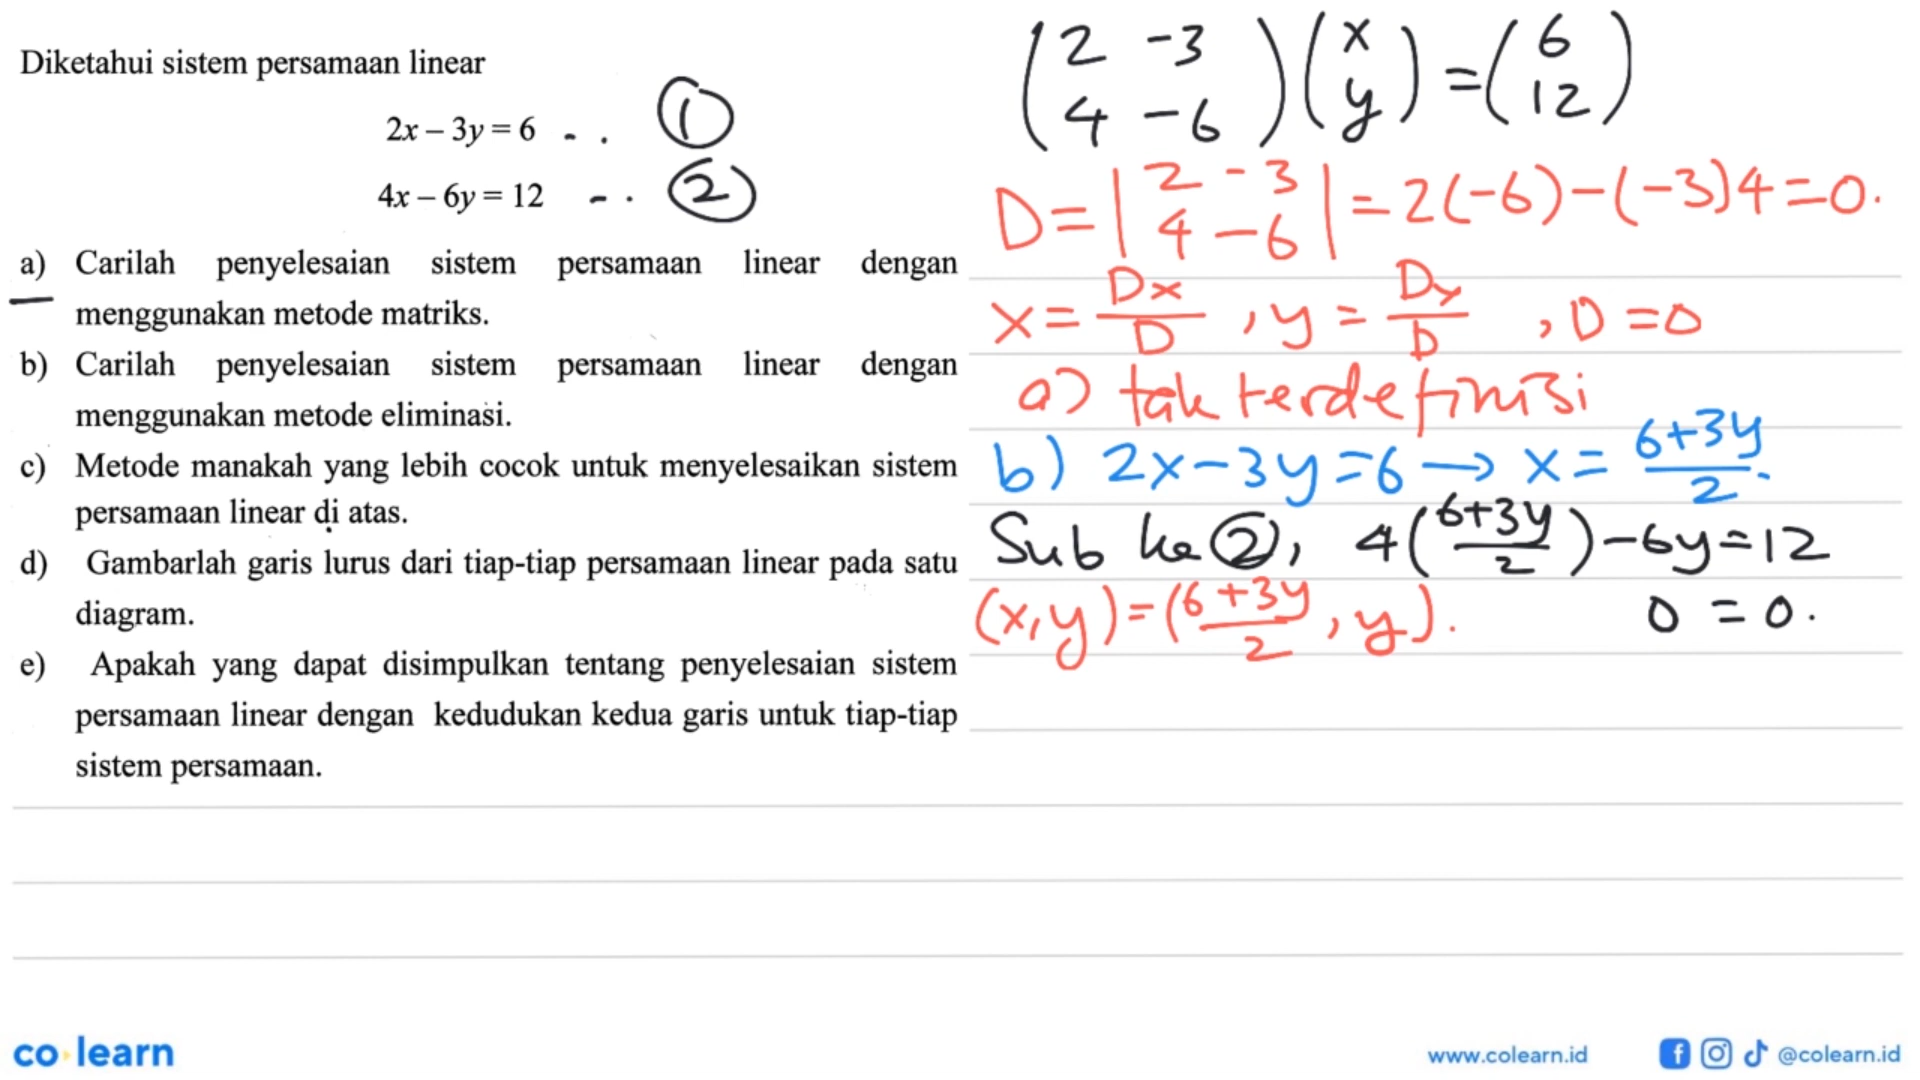 Diketahui sistem persamaan linear
2x – 3y = 6 - . ①
4x – 6y = 12 - - . ②
a) Carilah penyelesaian sistem persamaan linear dengan
menggunakan metode matriks.
b) Carilah penyelesaian sistem persamaan linear dengan
menggunakan metode eliminasi.
c) Metode manakah yang lebih cocok untuk menyelesaikan sistem
persamaan linear di atas.
d) Gambarlah garis lurus dari tiap-tiap persamaan linear pada satu
diagram.
e) Apakah yang dapat disimpulkan tentang penyelesaian sistem
persamaan linear dengan kedudukan kedua garis untuk tiap-tiap
sistem persamaan.
(2 -3; 4 -6)(x; y) = (6; 12)
D = |2 -3; 4 -6| = 2(-6)-(-3)4=0.
x = Dx/D , y = Dy/D , D = 0
a) tak terdefinisi
b) 2x-3y=6 → x = (6+3y)/2.
Sub ke ②, 4((6+3y)/2)-6y=12
(x,y)=((6+3y)/2, y). 0 = 0.
co learn
www.colearn.id
@colearn.id